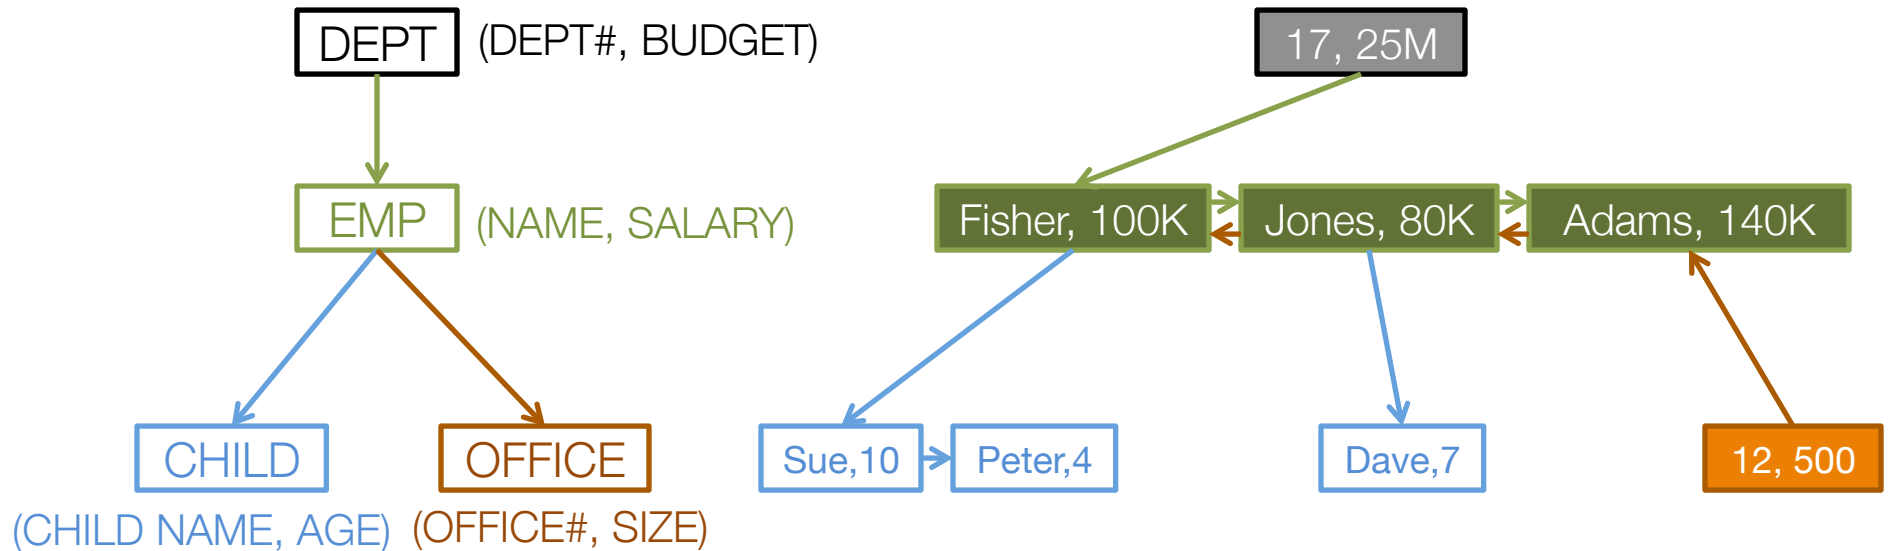 DEPT (DEPT#, BUDGET)
17, 25M
EMP (NAME, SALARY)
Fisher, 100K
Jones, 80K
Adams, 140K
CHILD
OFFICE
Sue,10
Peter,4
Dave,7
12, 500
(CHILD NAME, AGE)
(OFFICE#, SIZE)